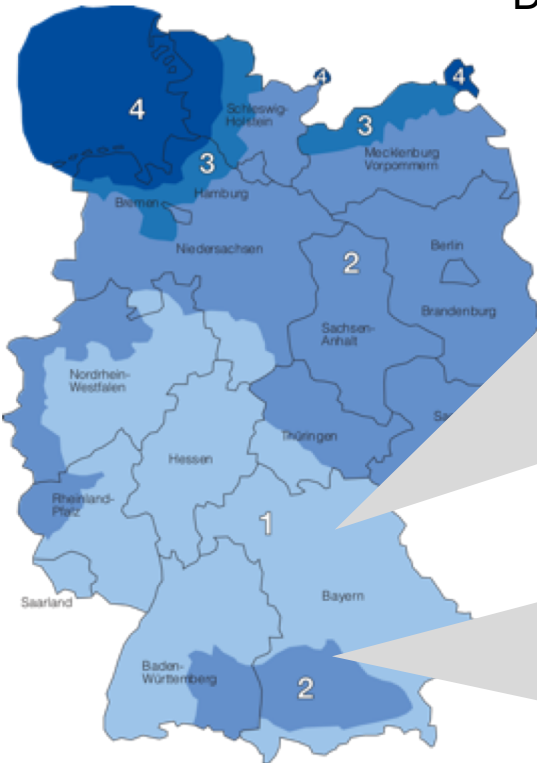 4
4
4
Schleswig-
Holstein
3
Mecklenburg
Vorpommern
3
Hamburg
Bremen
Niedersachsen
Berlin
2
Brandenburg
Sachsen-
Anhalt
Nordrhein-
Westfalen
Thüringen
Hessen
Rheinland-
Pfalz
1
Bayern
Saarland
Baden-
Württemberg
2